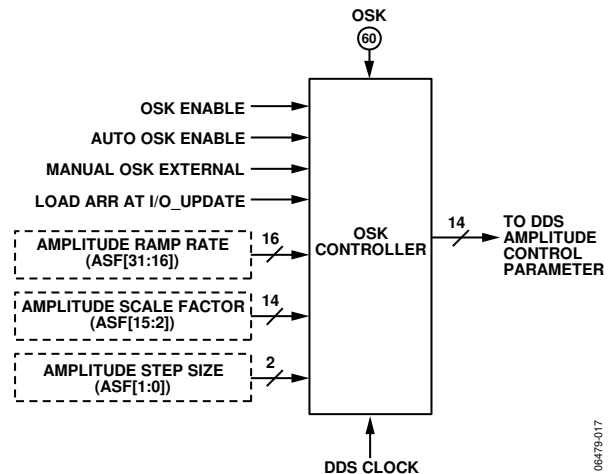 OSK
60
OSK ENABLE
AUTO OSK ENABLE
MANUAL OSK EXTERNAL
LOAD ARR AT I/O_UPDATE
AMPLITUDE RAMP RATE
(ASF[31:16])
16
AMPLITUDE SCALE FACTOR
(ASF[15:2])
14
AMPLITUDE STEP SIZE
(ASF[1:0])
2
OSK
CONTROLLER
14
TO DDS
AMPLITUDE
CONTROL
PARAMETER
DDS CLOCK
06479-017